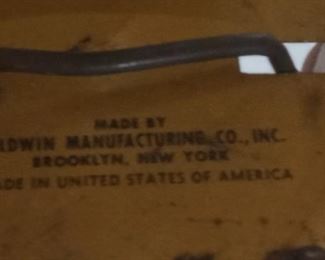 MADE BY
LDWIN MANUFACTURING CO., INC.
BROOKLYN, NEW YORK
ADE IN UNITED STATES OF AMERICA